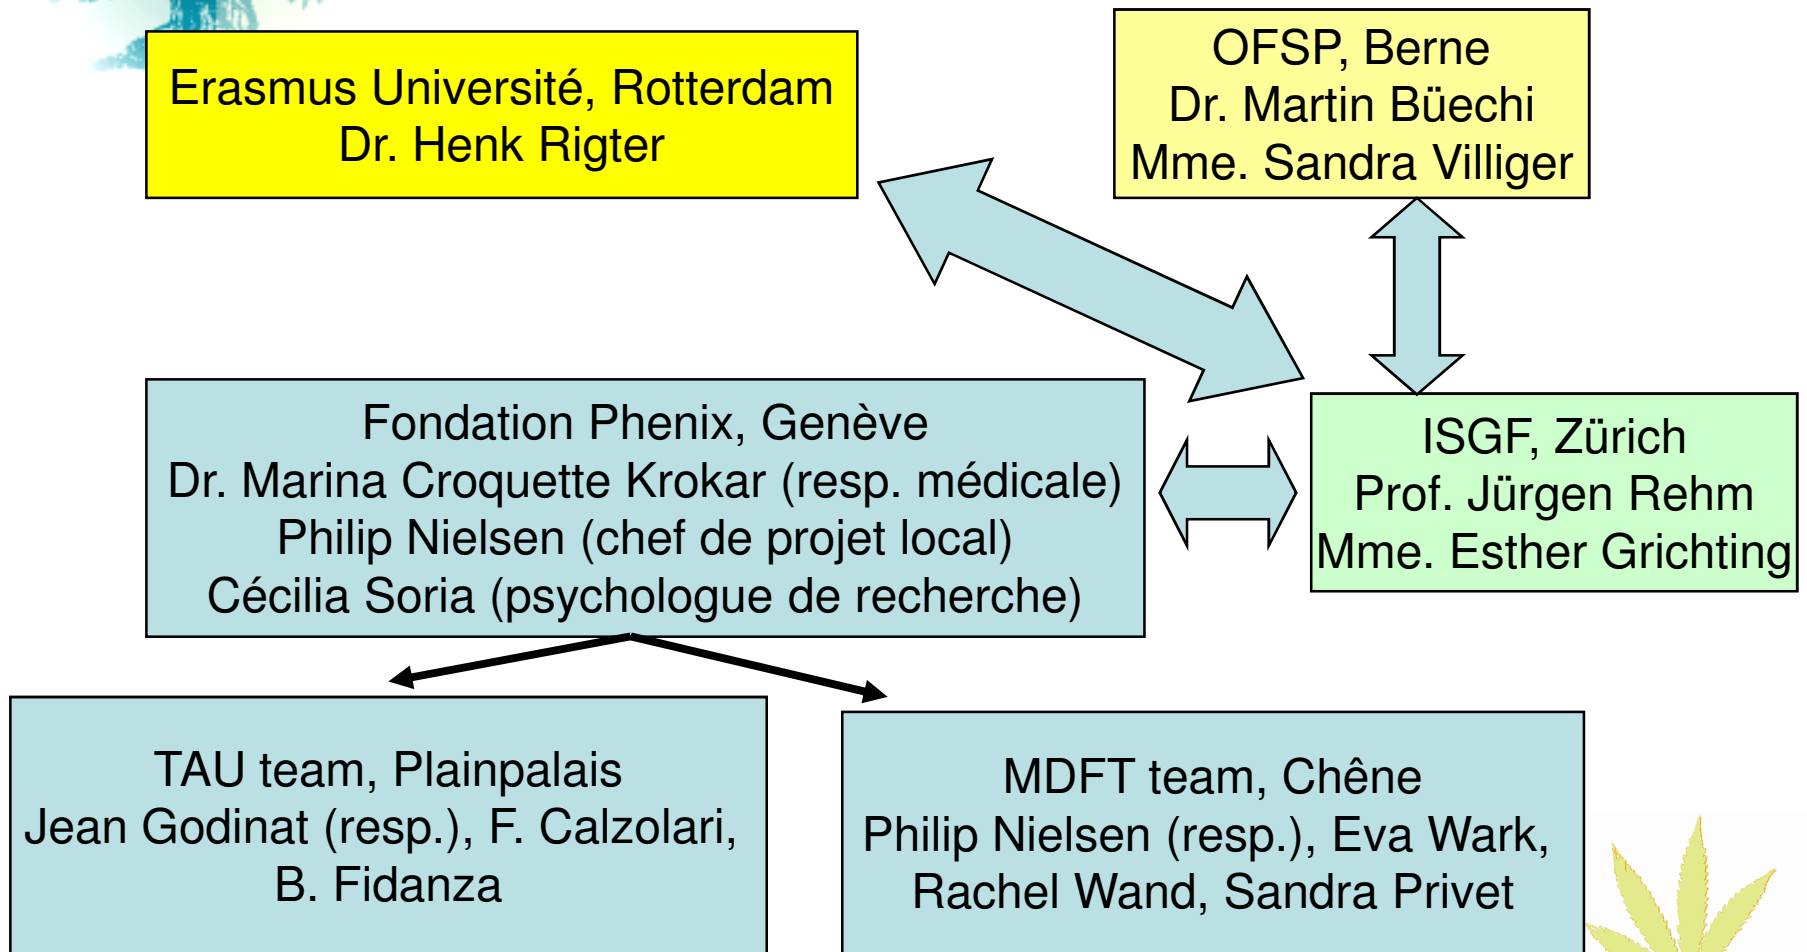 Erasmus Université, Rotterdam
Dr. Henk Rigter
OFSP, Berne
Dr. Martin Büechi
Mme. Sandra Villiger
Fondation Phenix, Genève
Dr. Marina Croquette Krokar (resp. médicale)
Philip Nielsen (chef de projet local)
Cécilia Soria (psychologue de recherche)
ISGF, Zürich
Prof. Jürgen Rehm
Mme. Esther Grichting
TAU team, Plainpalais
Jean Godinat (resp.), F. Calzolari,
B. Fidanza
MDFT team, Chêne
Philip Nielsen (resp.), Eva Wark,
Rachel Wand, Sandra Privet